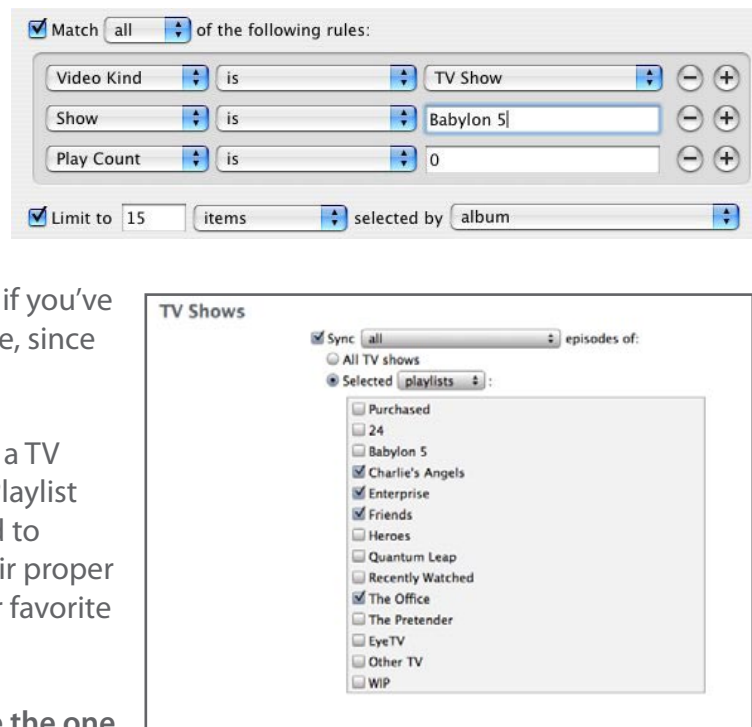 Match all of the following rules:
Video Kind is TV Show
Show is Babylon 5
Play Count is 0
Limit to 15 items selected by album
if you've
e, since
a TV
laylist
d to
ir proper
r favorite
e the one
TV Shows
Sync all episodes of:
All TV shows
Selected playlists :
Purchased
24
Babylon 5
Charlie's Angels
Enterprise
Friends
Heroes
Quantum Leap
Recently Watched
The Office
The Pretender
EyeTV
Other TV
WIP